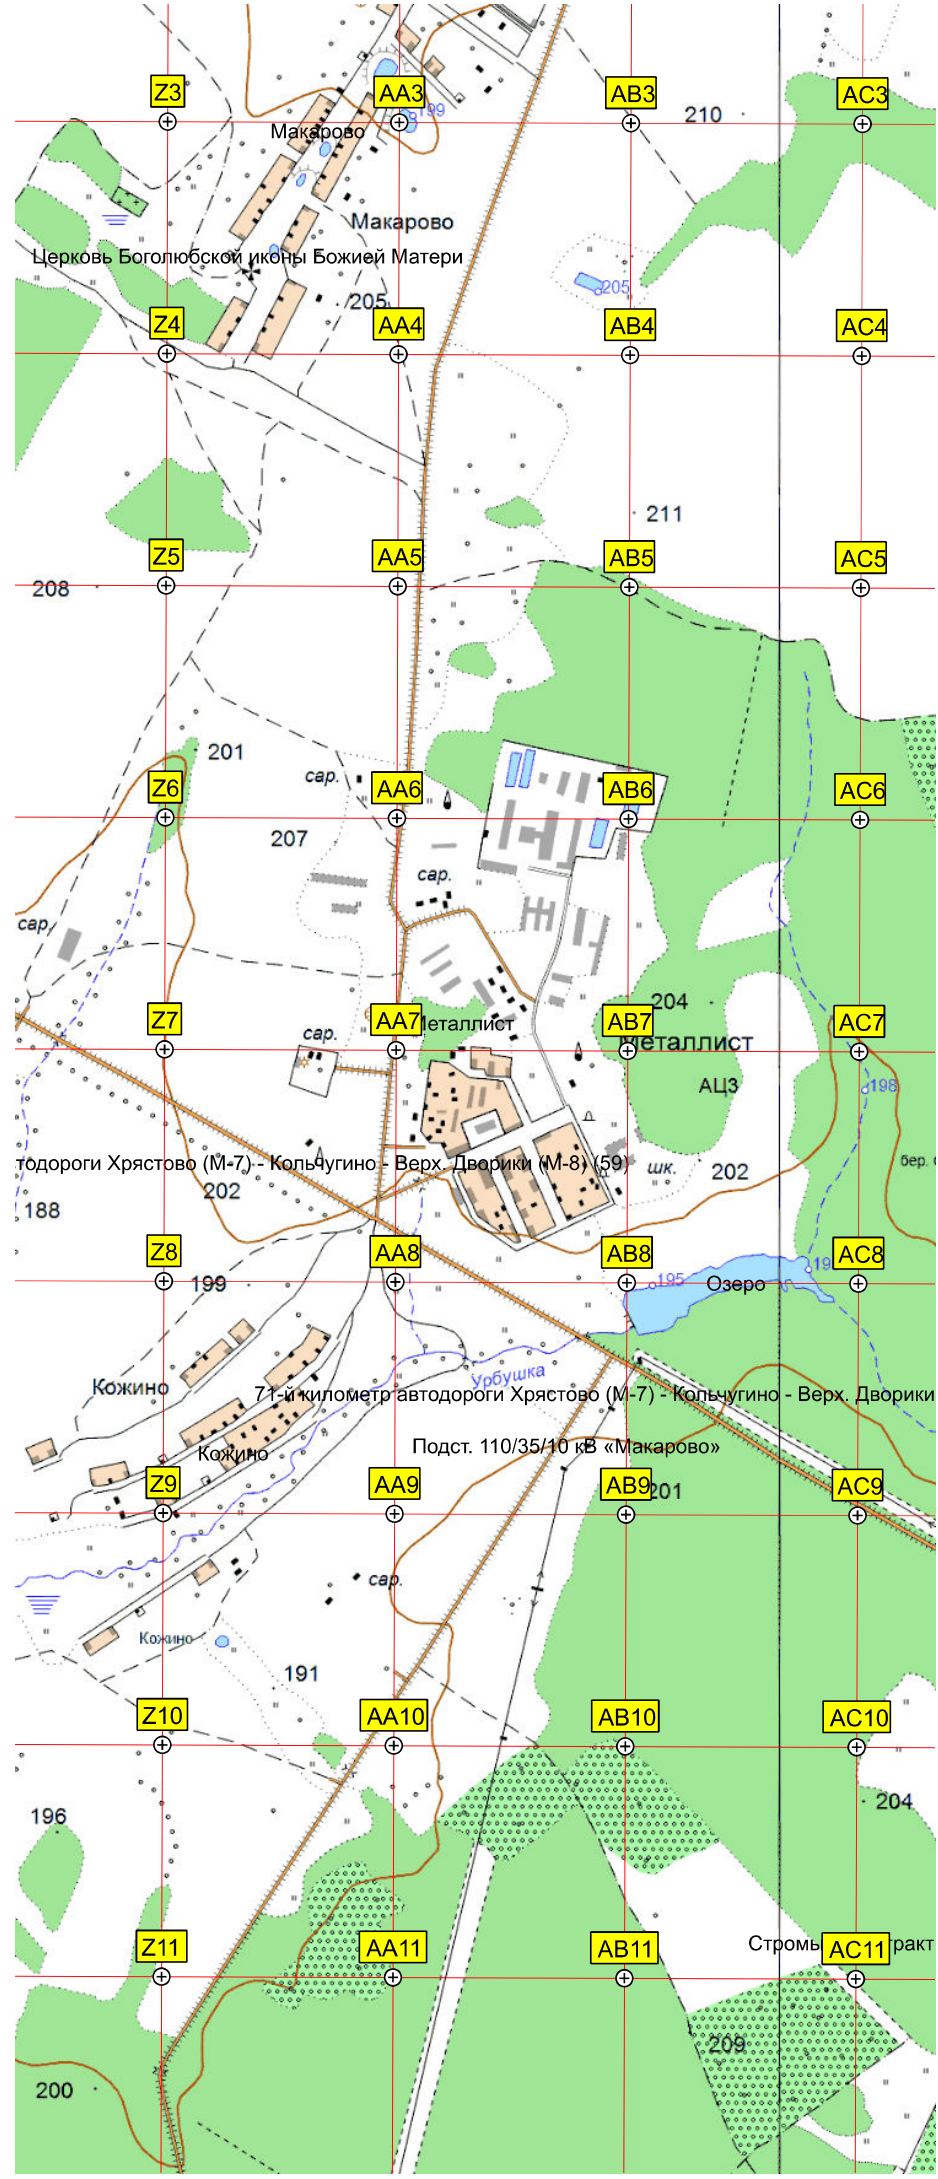 Z3
AA3
AB3
AC3
199
210
Макарово
Макарово
Церковь Боголюбской иконы Божией Матери
205
205
Z4
AA4
AB4
AC4
211
Z5
AA5
AB5
AC5
208
201
сар.
Z6
AA6
AB6
AC6
207
сар.
сар.
204
Z7
AA7
AB7
AC7
Металлист
сар.
Металлист
АЦЗ
198
тодороги Хрястово (М-7) - Кольчугино - Верх. Дворики (М-8) (59)
шк.
бер.
202
202
188
Z8
AA8
AB8
AC8
199
195
Озеро
19
Урбушка
Кожино
71-й километр автодороги Хрястово (М-7) - Кольчугино - Верх. Дворики
Подст. 110/35/10 кВ «Макарово»
Кожино
Z9
AA9
AB9
AC9
201
сар.
Кожино
191
Z10
AA10
AB10
AC10
204
196
Z11
AA11
AB11
AC11
Стромы
тракт
209
200